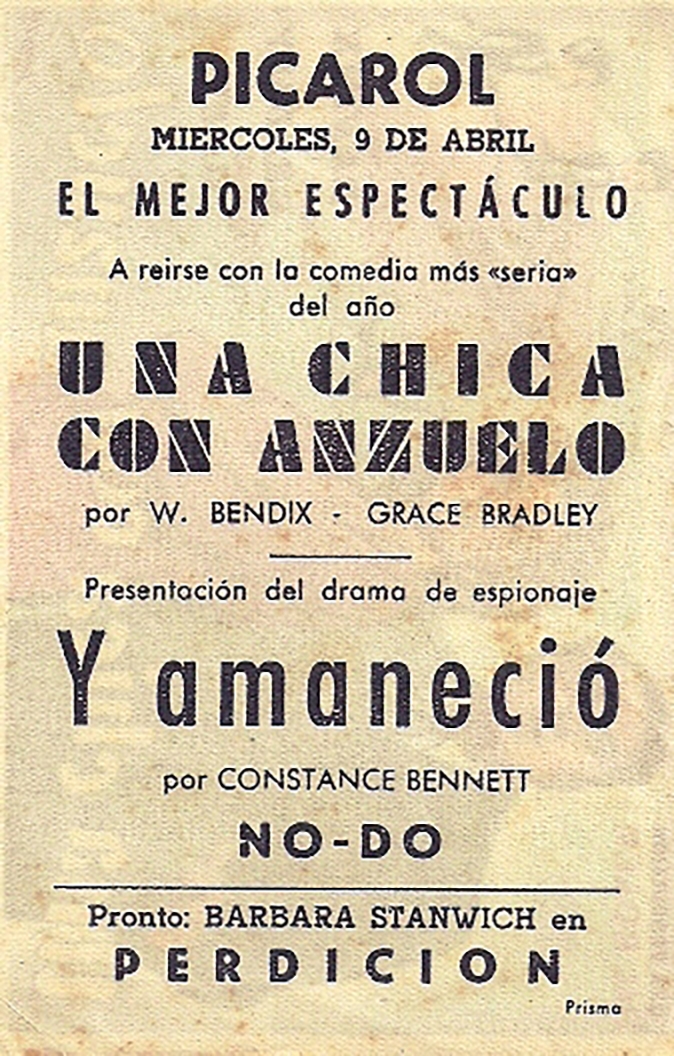 PICAROL
MIERCOLES, 9 DE ABRIL
EL MEJOR ESPECTÁCULO
A reirse con la comedia más «seria»
del año
UNA CHICA
CON ANZUELO
por W. BENDIX - GRACE BRADLEY
Presentación del drama de espionaje
Y amaneció
por CONSTANCE BENNETT
NO-DO
Pronto: BARBARA STANWICH en
PERDICION
Prisma